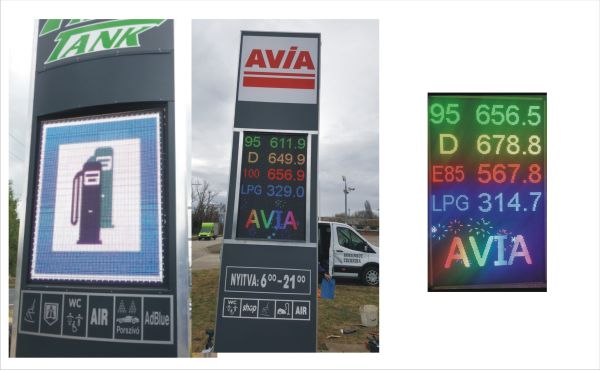 TANK
WC
AIR
Porszívó
AdBlue
AVIA
95 611.9
D 649.9
100 656.9
LPG 329.0
AVIA
NYITVA: 6⁰⁰-21⁰⁰
WC
shop
AIR
95 656.5
D 678.8
E85 567.8
LPG 314.7
AVIA